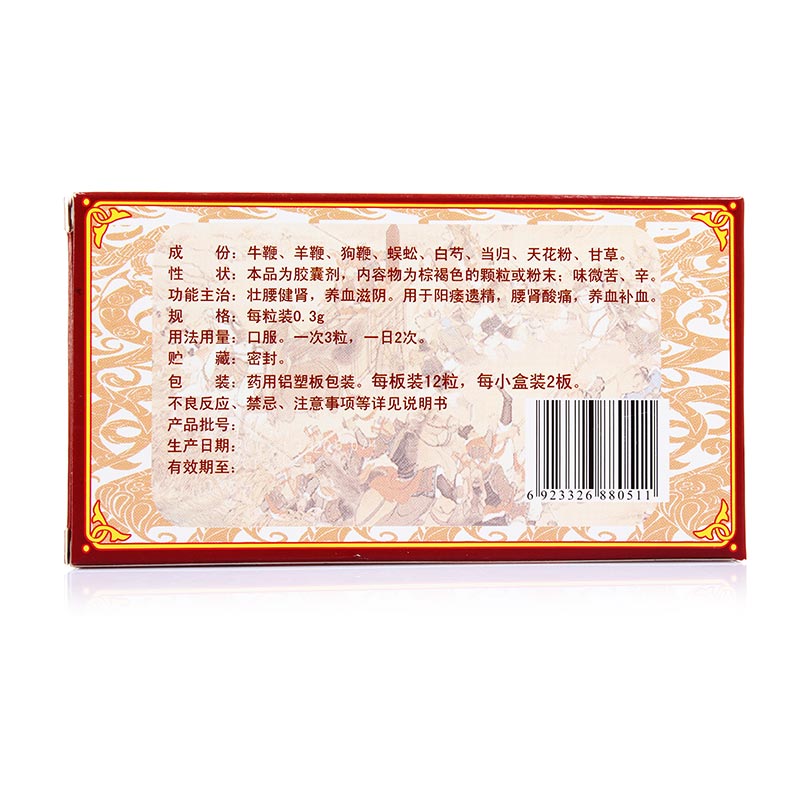 成　　份：牛鞭、羊鞭、狗鞭、蜈蚣、白芍、当归、天花粉、甘草。
性　　状：本品为胶囊剂，内容物为棕褐色的颗粒或粉末；味微苦、辛。
功能主治：壮腰健肾，养血滋阴。用于阳痿遗精，腰肾酸痛，养血补血。
规　　格：每粒装0.3g
用法用量：口服。一次3粒，一日2次。
贮　　藏：密封。
包　　装：药用铝塑板包装。每板装12粒，每小盒装2板。
不良反应、禁忌、注意事项等详见说明书
产品批号：
生产日期：
有效期至：
6 923326 880511